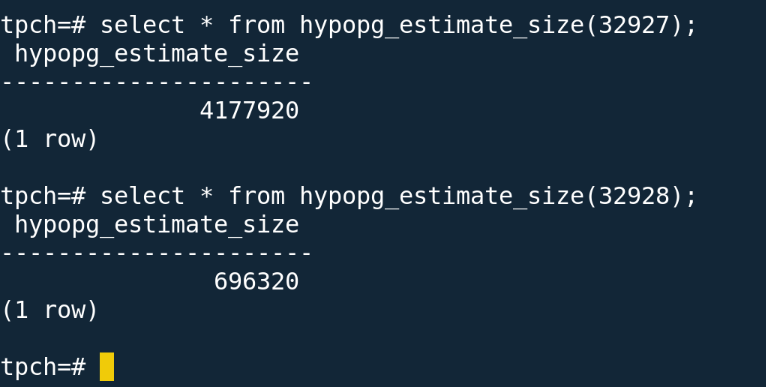 tpch=# select * from hypopg_estimate_size(32927);
 hypopg_estimate_size
----------------------
              4177920
(1 row)

tpch=# select * from hypopg_estimate_size(32928);
 hypopg_estimate_size
----------------------
               696320
(1 row)

tpch=#